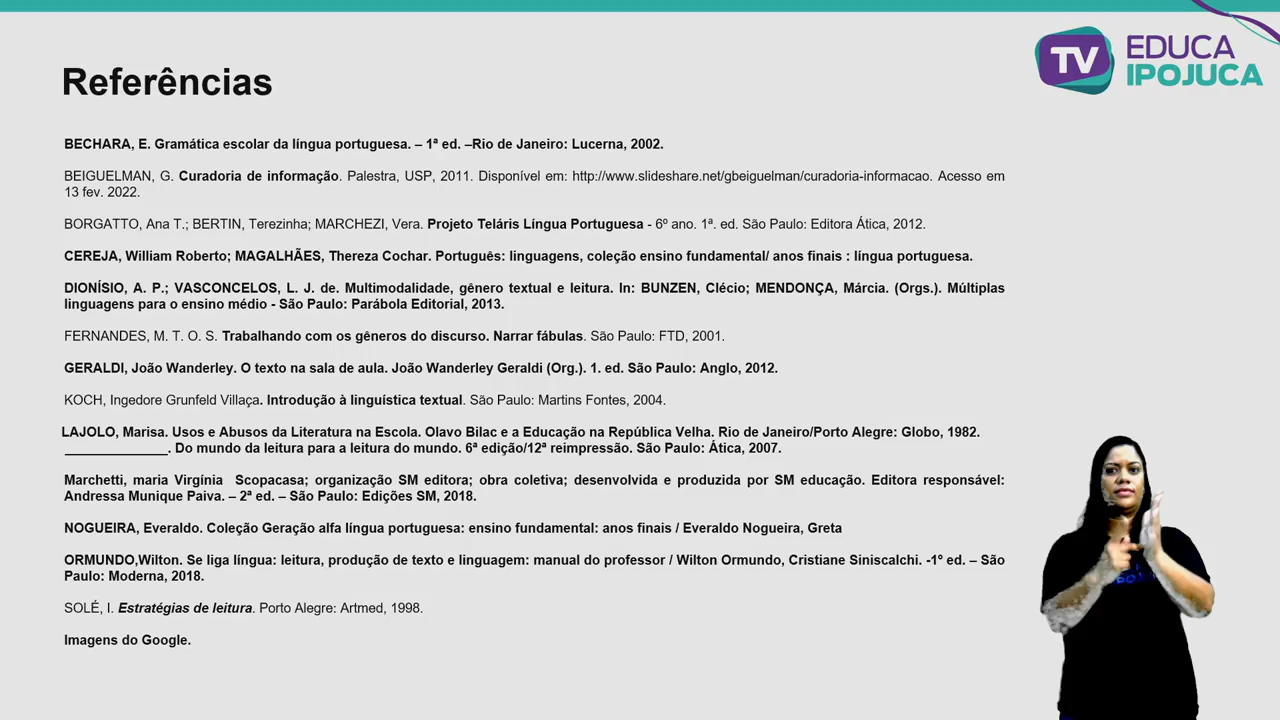 TV EDUCA
IPOJUCA
Referências
BECHARA, E. Gramática escolar da língua portuguesa. – 1ª ed. –Rio de Janeiro: Lucerna, 2002.
BEIGUELMAN, G. Curadoria de informação. Palestra, USP, 2011. Disponível em: http://www.slideshare.net/gbeiguelman/curadoria-informacao. Acesso em
13 fev. 2022.
BORGATTO, Ana T.; BERTIN, Terezinha; MARCHEZI, Vera. Projeto Teláris Língua Portuguesa - 6º ano. 1ª. ed. São Paulo: Editora Ática, 2012.
CEREJA, William Roberto; MAGALHÃES, Thereza Cochar. Português: linguagens, coleção ensino fundamental/ anos finais : língua portuguesa.
DIONÍSIO, A. P.; VASCONCELOS, L. J. de. Multimodalidade, gênero textual e leitura. In: BUNZEN, Clécio; MENDONÇA, Márcia. (Orgs.). Múltiplas
linguagens para o ensino médio - São Paulo: Parábola Editorial, 2013.
FERNANDES, M. T. O. S. Trabalhando com os gêneros do discurso. Narrar fábulas. São Paulo: FTD, 2001.
GERALDI, João Wanderley. O texto na sala de aula. João Wanderley Geraldi (Org.). 1. ed. São Paulo: Anglo, 2012.
KOCH, Ingedore Grunfeld Villaça. Introdução à linguística textual. São Paulo: Martins Fontes, 2004.
LAJOLO, Marisa. Usos e Abusos da Literatura na Escola. Olavo Bilac e a Educação na República Velha. Rio de Janeiro/Porto Alegre: Globo, 1982.
______________. Do mundo da leitura para a leitura do mundo. 6ª edição/12ª reimpressão. São Paulo: Ática, 2007.
Marchetti, maria Virgínia Scopacasa; organização SM editora; obra coletiva; desenvolvida e produzida por SM educação. Editora responsável:
Andressa Munique Paiva. – 2ª ed. – São Paulo: Edições SM, 2018.
NOGUEIRA, Everaldo. Coleção Geração alfa língua portuguesa: ensino fundamental: anos finais / Everaldo Nogueira, Greta
ORMUNDO,Wilton. Se liga língua: leitura, produção de texto e linguagem: manual do professor / Wilton Ormundo, Cristiane Siniscalchi. -1º ed. – São
Paulo: Moderna, 2018.
SOLÉ, I. Estratégias de leitura. Porto Alegre: Artmed, 1998.
Imagens do Google.